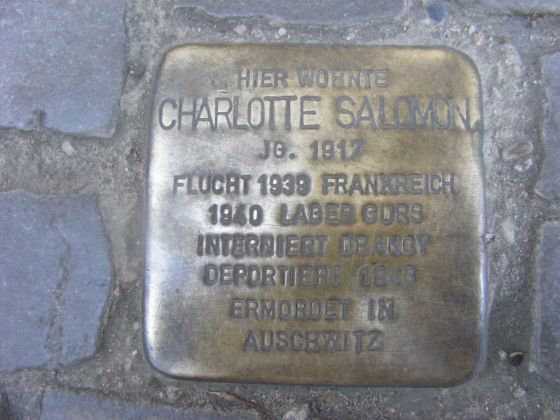 HIER WOHNTE
CHARLOTTE SALOMON
JG. 1917
FLUCHT 1939 FRANKREICH
1940 LAGER GURS
INTERNIERT DRANCY
DEPORTIERT 1943
ERMORDET IN
AUSCHWITZ